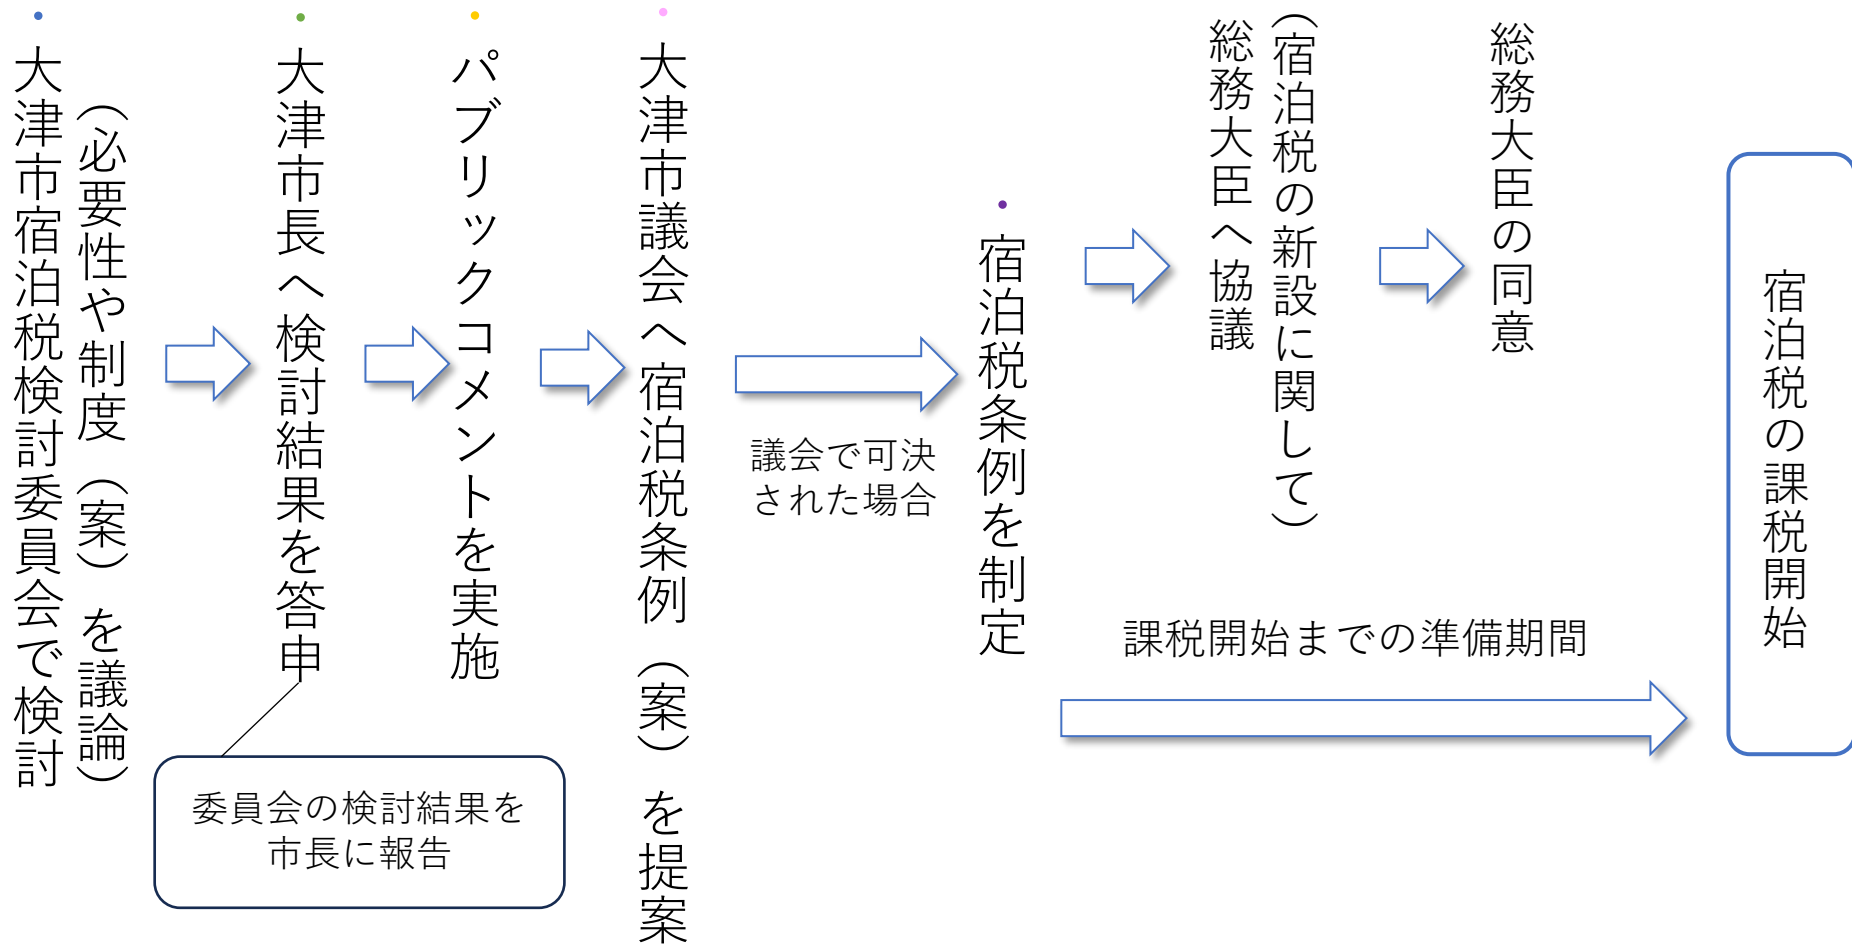 ・大津市宿泊税検討委員会で検討
（必要性や制度（案）を議論）
・大津市長へ検討結果を答申
委員会の検討結果を
市長に報告
・パブリックコメントを実施
・大津市議会へ宿泊税条例（案）を提案
議会で可決
された場合
・宿泊税条例を制定
（宿泊税の新設に関して）
総務大臣へ協議
総務大臣の同意
課税開始までの準備期間
宿泊税の課税開始